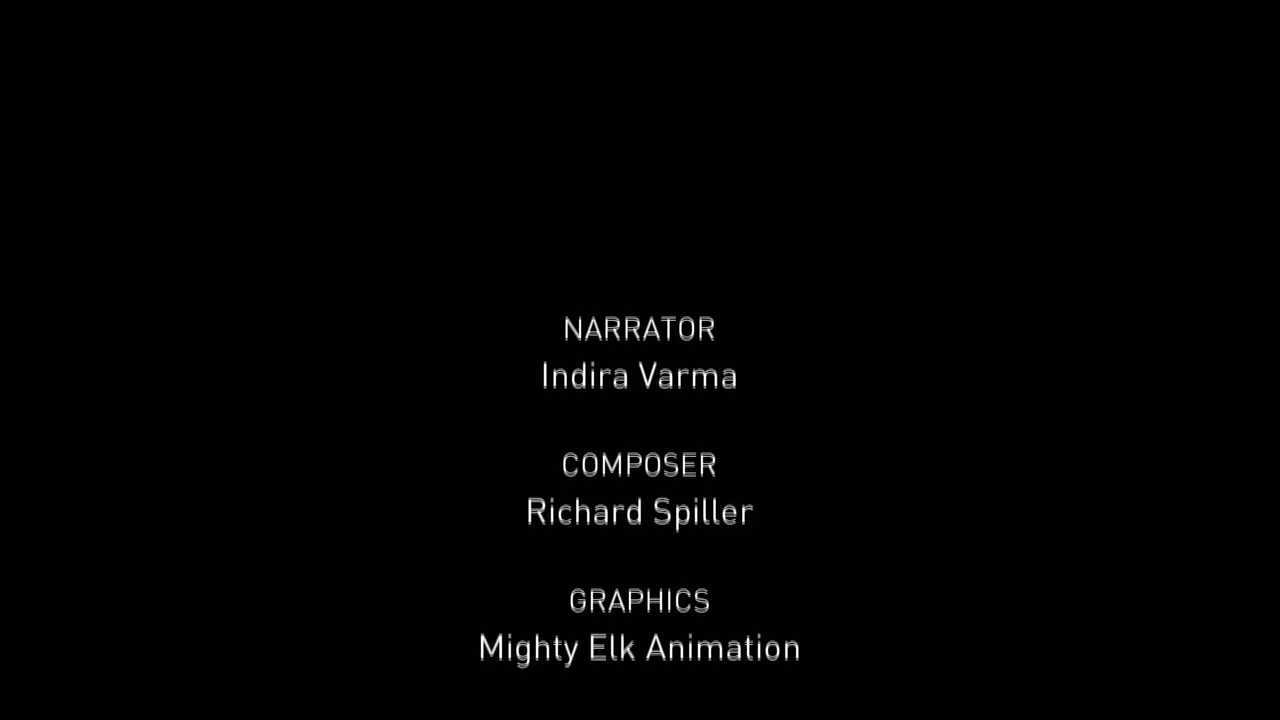 NARRATOR
Indira Varma
COMPOSER
Richard Spiller
GRAPHICS
Mighty Elk Animation